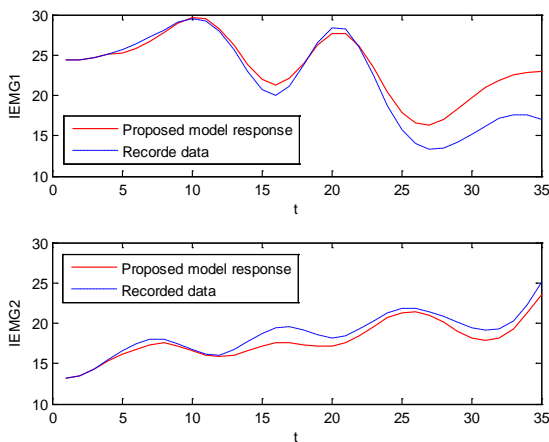 30
25
20
15
10
IEMG1
Proposed model response
Recorde data
0 5 10 15 20 25 30 35
t
30
25
20
15
10
IEMG2
Proposed model response
Recorded data
0 5 10 15 20 25 30 35
t